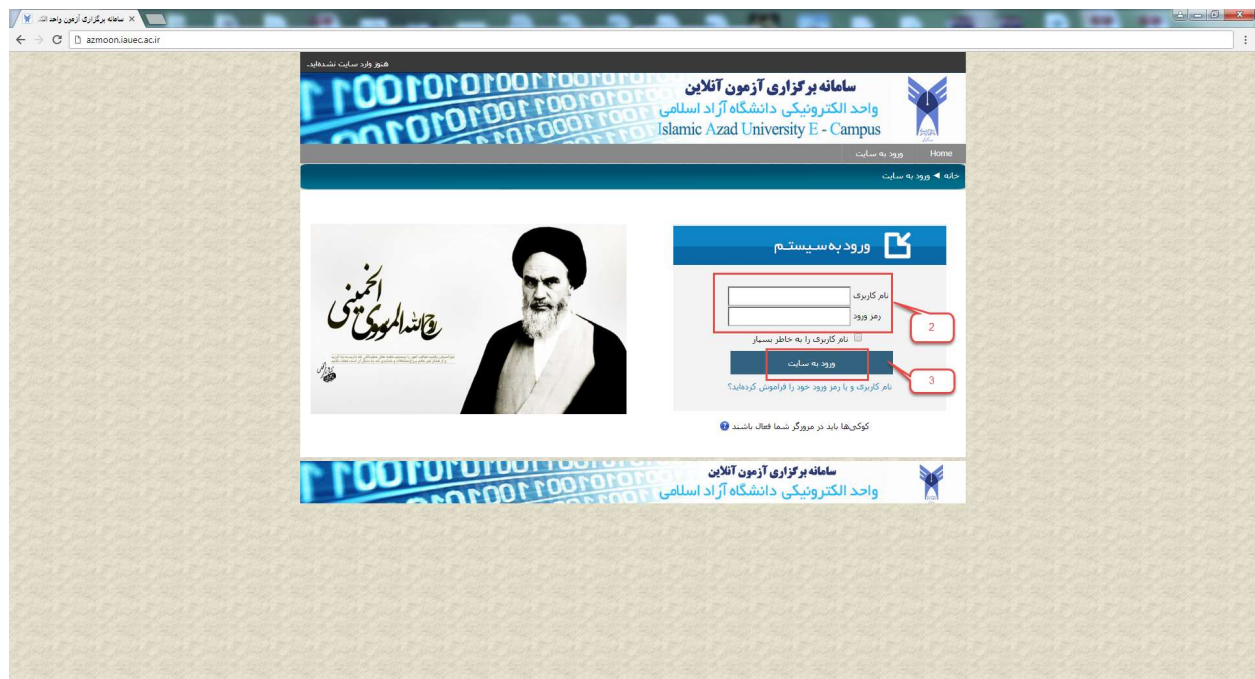 سامانه برگزاری آزمون واحد الک
azmoon.iauec.ac.ir
هنوز وارد سایت نشده‌اید.
سامانه برگزاری آزمون آنلاین
واحد الکترونیکی دانشگاه آزاد اسلامی
Islamic Azad University E - Campus
Home ورود به سایت
خانه ◄ ورود به سایت
ورود به سیستم
نام کاربری
رمز ورود
2
نام کاربری را به خاطر بسپار
ورود به سایت
3
نام کاربری و یا رمز ورود خود را فراموش کرده‌اید؟
کوکی‌ها باید در مرورگر شما فعال باشند
روح الله الموسوی الخمینی
سامانه برگزاری آزمون آنلاین
واحد الکترونیکی دانشگاه آزاد اسلامی